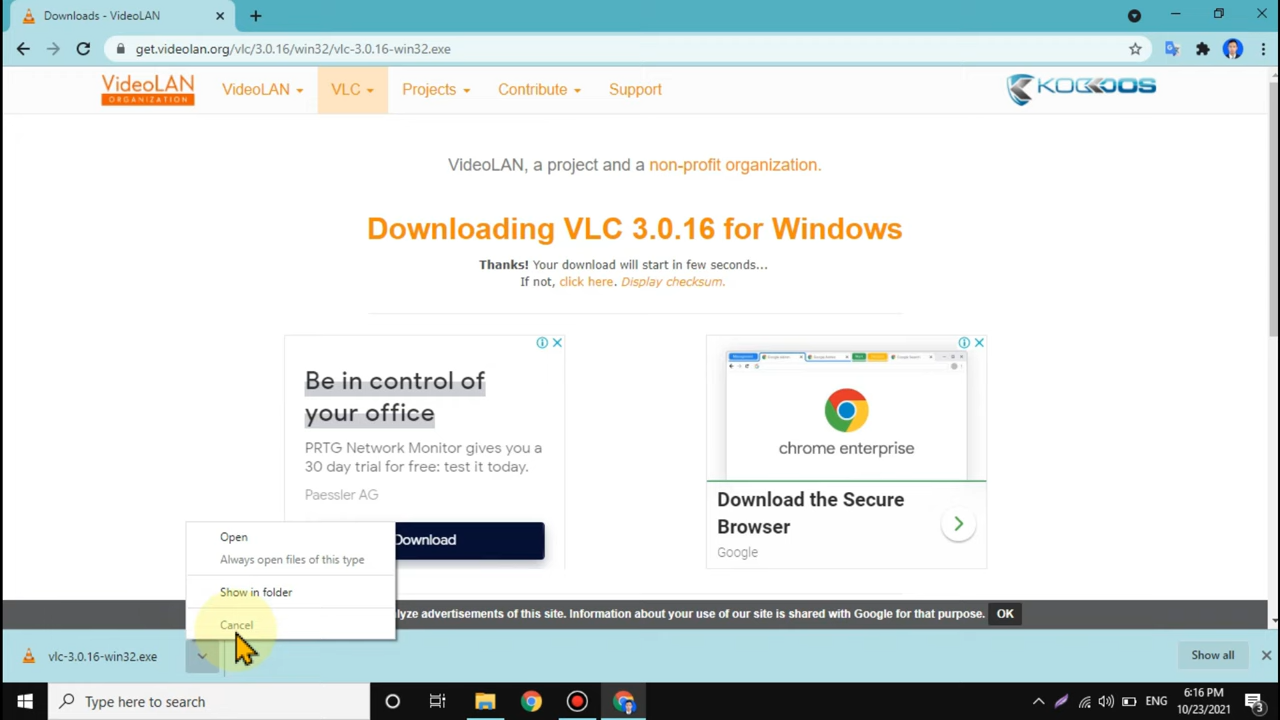 Downloads - VideoLAN
get.videolan.org/vlc/3.0.16/win32/vlc-3.0.16-win32.exe
VideoLAN
ORGANIZATION
VideoLAN
VLC
Projects
Contribute
Support
VideoLAN, a project and a non-profit organization.
Downloading VLC 3.0.16 for Windows
Thanks! Your download will start in few seconds...
If not, click here. Display checksum.
Be in control of
your office
PRTG Network Monitor gives you a
30 day trial for free: test it today.
Paessler AG
Download
chrome enterprise
Download the Secure
Browser
Google
Open
Always open files of this type
Show in folder
Cancel
lyze advertisements of this site. Information about your use of our site is shared with Google for that purpose. OK
vlc-3.0.16-win32.exe
Show all
Type here to search
ENG
6:16 PM
10/23/2021
3